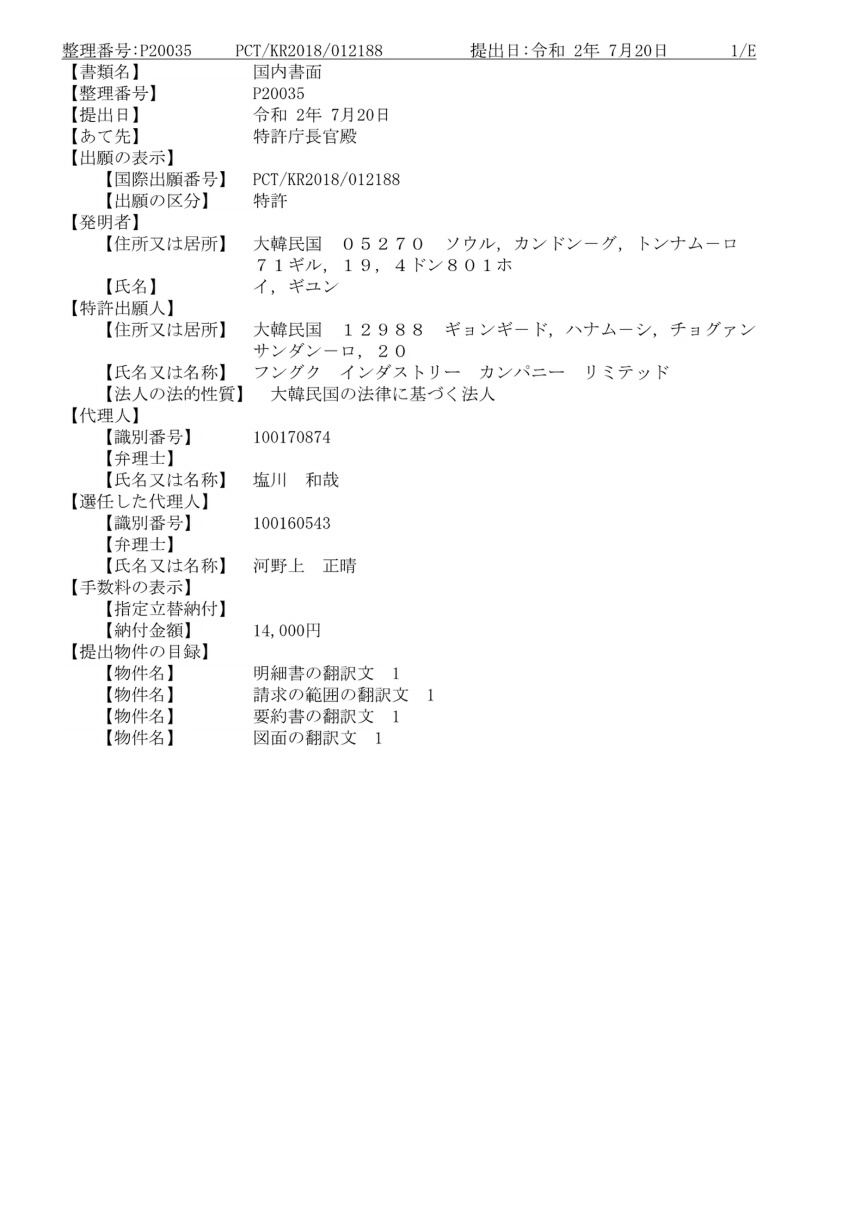 整理番号:P20035　　PCT/KR2018/012188　　　　　提出日:令和 2年 7月20日　　　1/E
【書類名】　　　　　　国内書面
【整理番号】　　　　　P20035
【提出日】　　　　　　令和 2年 7月20日
【あて先】　　　　　　特許庁長官殿
【出願の表示】
　　【国際出願番号】　PCT/KR2018/012188
　　【出願の区分】　　特許
【発明者】
　　【住所又は居所】　大韓民国　０５２７０　ソウル，カンドン－グ，トンナム－ロ
７１ギル，１９，４ドン８０１ホ
　　【氏名】　　　　　イ，ギユン
【特許出願人】
　　【住所又は居所】　大韓民国　１２９８８　ギョンギ－ド，ハナム－シ，チョグァン
サンダン－ロ，２０
　　【氏名又は名称】　フングク　インダストリー　カンパニー　リミテッド
　　【法人の法的性質】　大韓民国の法律に基づく法人
【代理人】
　　【識別番号】　　　100170874
　　【弁理士】
　　【氏名又は名称】　塩川　和哉
【選任した代理人】
　　【識別番号】　　　100160543
　　【弁理士】
　　【氏名又は名称】　河野上　正晴
【手数料の表示】
　　【指定立替納付】
　　【納付金額】　　　14,000円
【提出物件の目録】
　　【物件名】　　　　明細書の翻訳文　1
　　【物件名】　　　　請求の範囲の翻訳文　1
　　【物件名】　　　　要約書の翻訳文　1
　　【物件名】　　　　図面の翻訳文　1